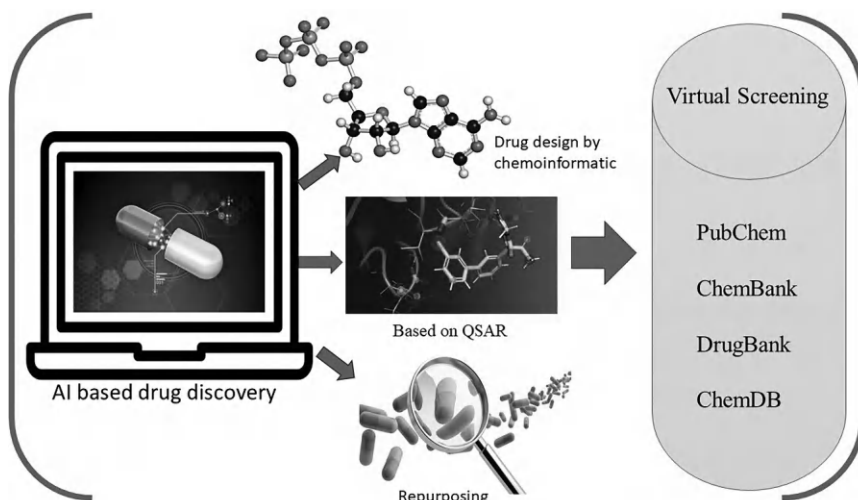 Drug design by
chemoinformatic
Based on QSAR
Repurposing
AI based drug discovery
Virtual Screening
PubChem
ChemBank
DrugBank
ChemDB